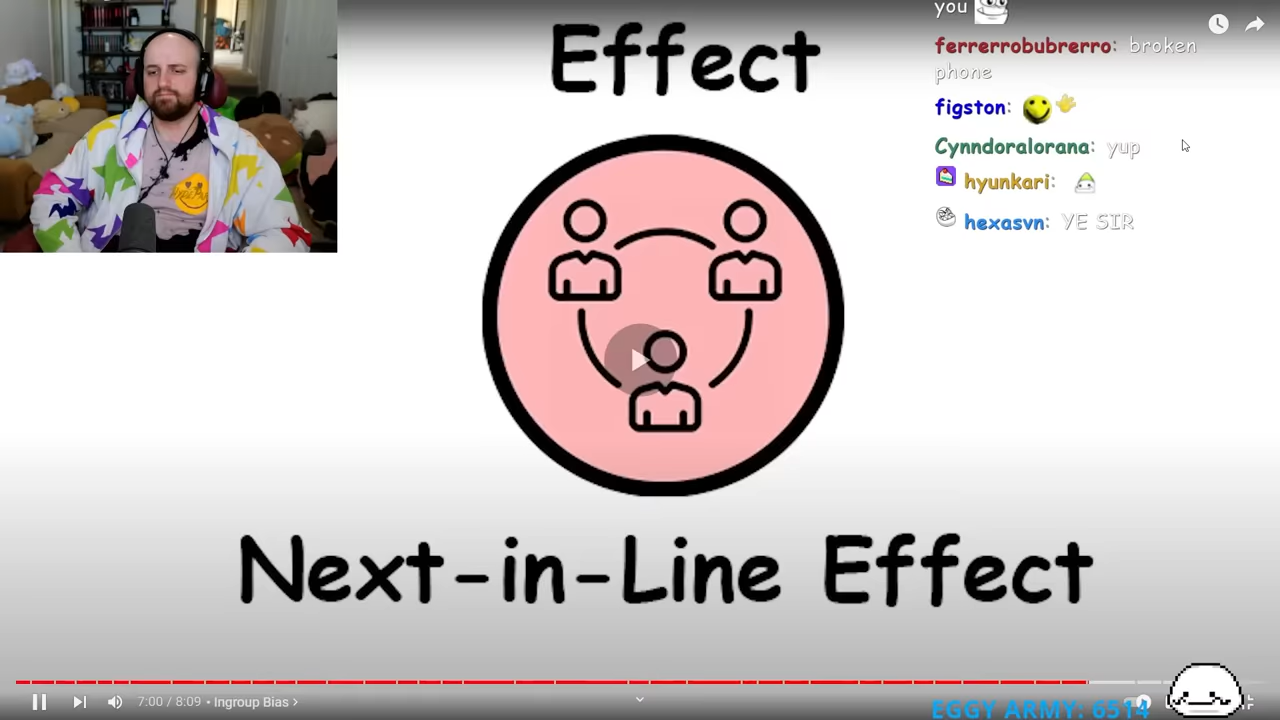 Effect
you
ferrerrobubrerro: broken
phone
figston:
Cynndoralorana: yup
hyunkari:
hexasvn: YE SIR
Next-in-Line Effect
7:00 / 8:09 • Ingroup Bias >
EGGY ARMY: 6514